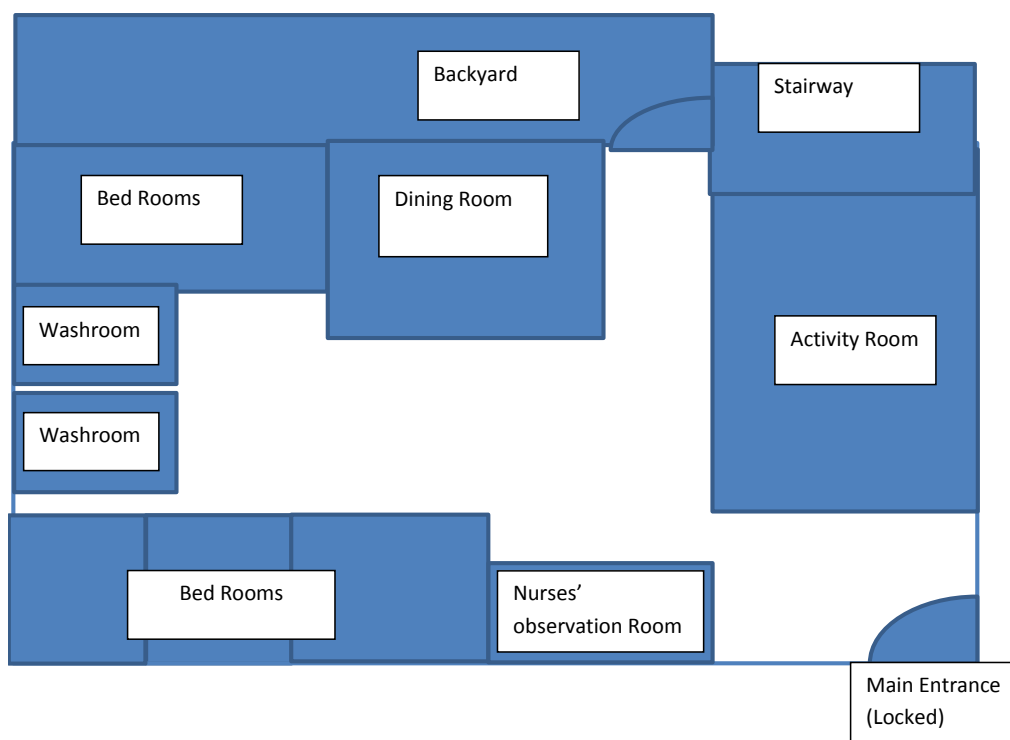 Backyard
Stairway
Bed Rooms
Dining Room
Washroom
Activity Room
Washroom
Bed Rooms
Nurses’
observation Room
Main Entrance
(Locked)